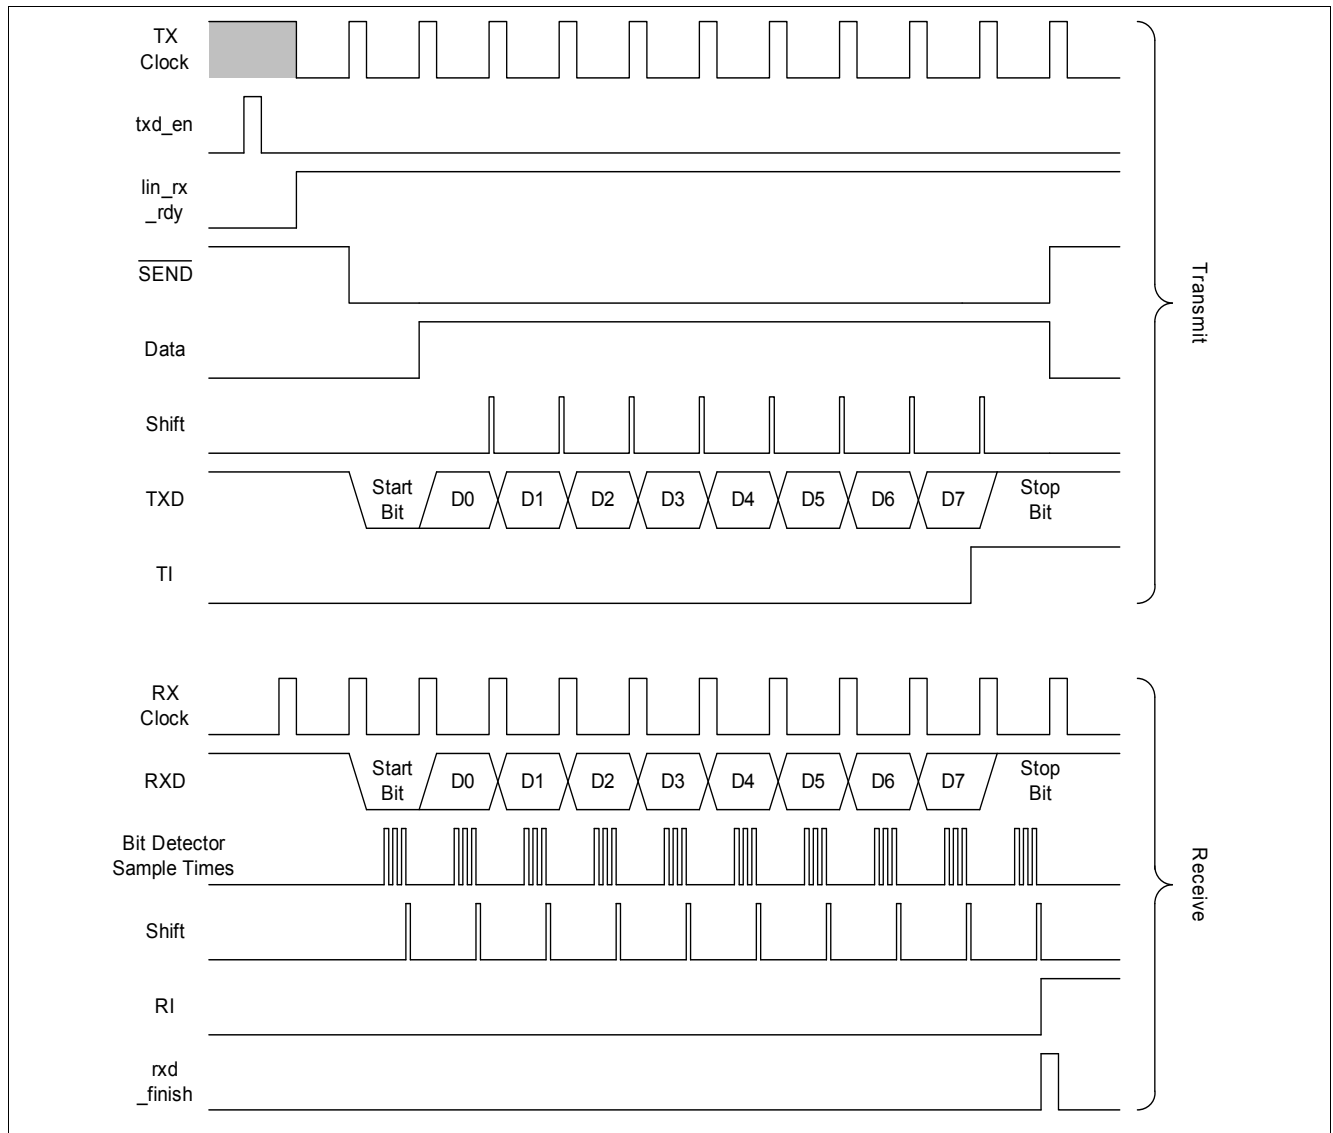 TX
Clock
txd_en
lin_rx
_rdy
SEND
Data
Shift
TXD
Start
Bit
D0
D1
D2
D3
D4
D5
D6
D7
Stop
Bit
TI
Transmit
RX
Clock
RXD
Start
Bit
D0
D1
D2
D3
D4
D5
D6
D7
Stop
Bit
Bit Detector
Sample Times
Shift
RI
rxd
_finish
Receive